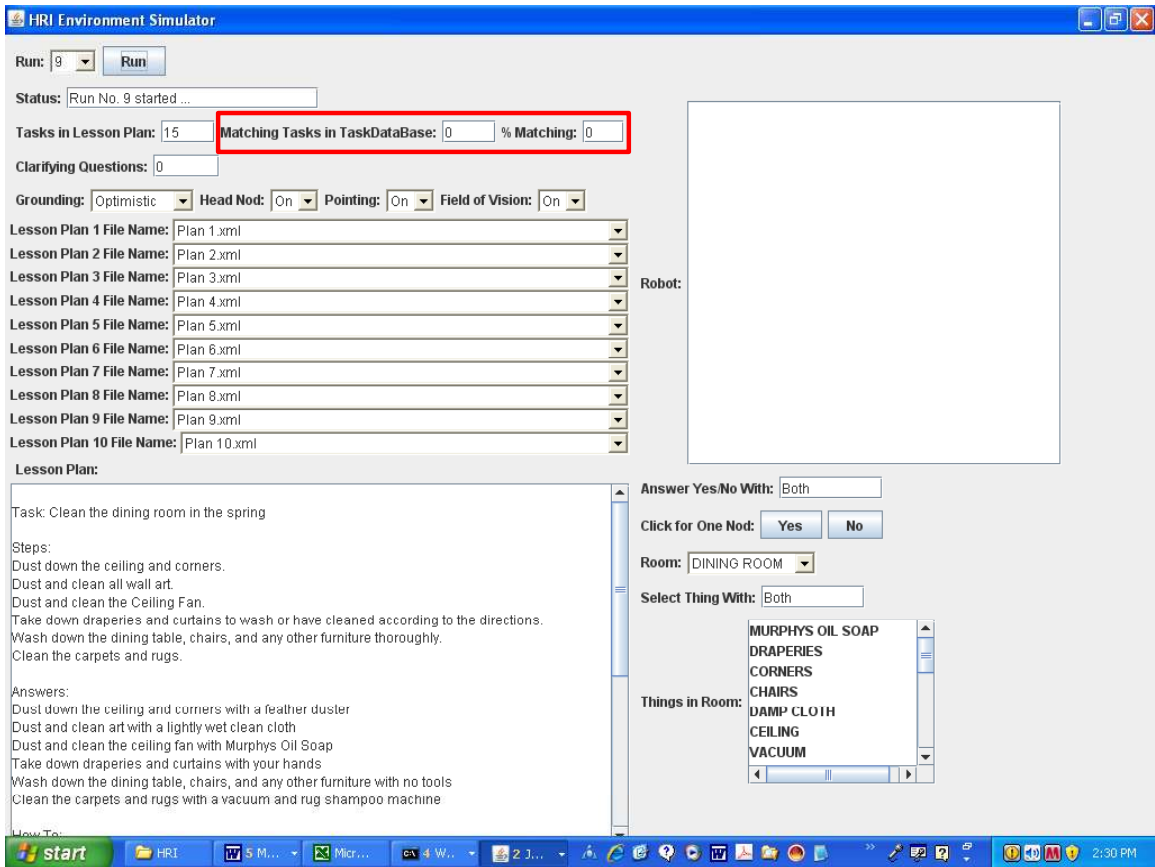 HRI Environment Simulator
Run: 9 Run
Status: Run No. 9 started ...
Tasks in Lesson Plan: 15 Matching Tasks in TaskDataBase: 0 % Matching: 0
Clarifying Questions: 0
Grounding: Optimistic Head Nod: On Pointing: On Field of Vision: On
Lesson Plan 1 File Name: Plan 1.xml
Lesson Plan 2 File Name: Plan 2.xml
Lesson Plan 3 File Name: Plan 3.xml
Lesson Plan 4 File Name: Plan 4.xml
Lesson Plan 5 File Name: Plan 5.xml
Lesson Plan 6 File Name: Plan 6.xml
Lesson Plan 7 File Name: Plan 7.xml
Lesson Plan 8 File Name: Plan 8.xml
Lesson Plan 9 File Name: Plan 9.xml
Lesson Plan 10 File Name: Plan 10.xml
Lesson Plan:
Task: Clean the dining room in the spring
Steps:
Dust down the ceiling and corners.
Dust and clean all wall art.
Dust and clean the Ceiling Fan.
Take down draperies and curtains to wash or have cleaned according to the directions.
Wash down the dining table, chairs, and any other furniture thoroughly.
Clean the carpets and rugs.
Answers:
Dust down the ceiling and corners with a feather duster
Dust and clean art with a lightly wet clean cloth
Dust and clean the ceiling fan with Murphys Oil Soap
Take down draperies and curtains with your hands
Wash down the dining table, chairs, and any other furniture with no tools
Clean the carpets and rugs with a vacuum and rug shampoo machine
How To:
Robot:
Answer Yes/No With: Both
Click for One Nod: Yes No
Room: DINING ROOM
Select Thing With: Both
Things in Room:
MURPHYS OIL SOAP
DRAPERIES
CORNERS
CHAIRS
DAMP CLOTH
CEILING
VACUUM
start HRI 5 M... Micr... 4 W... 2 J... 2:30 PM